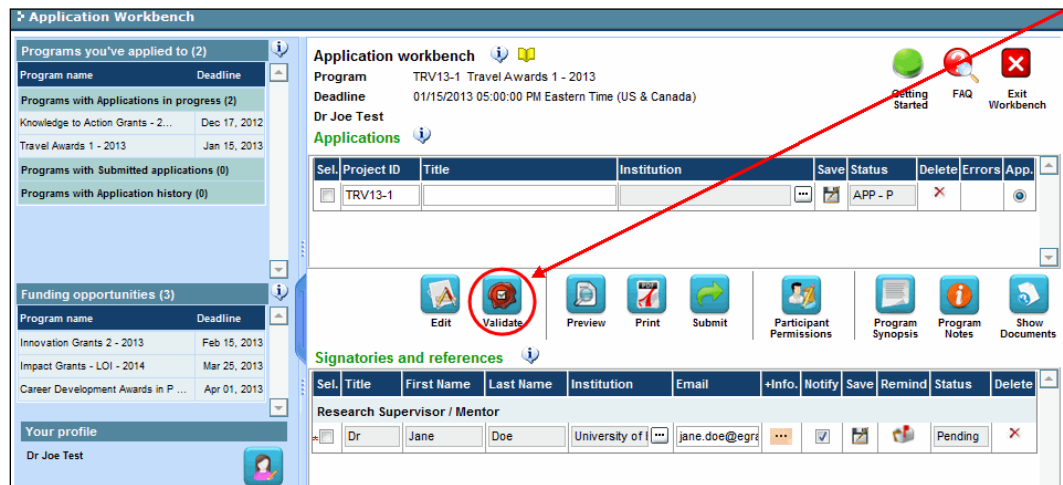 Application Workbench
Programs you've applied to (2)
Program name Deadline
Programs with Applications in progress (2)
Knowledge to Action Grants - 2... Dec 17, 2012
Travel Awards 1 - 2013 Jan 15, 2013
Programs with Submitted applications (0)
Programs with Application history (0)
Funding opportunities (3)
Program name Deadline
Innovation Grants 2 - 2013 Feb 15, 2013
Impact Grants - LOI - 2014 Mar 25, 2013
Career Development Awards in P ... Apr 01, 2013
Your profile
Dr Joe Test
Application workbench
Program TRV13-1 Travel Awards 1 - 2013
Deadline 01/15/2013 05:00:00 PM Eastern Time (US & Canada)
Dr Joe Test
Getting Started FAQ Exit Workbench
Applications
Sel. Project ID Title Institution Save Status Delete Errors App.
TRV13-1 ... APP - P
Edit Validate Preview PDF Print Submit Participant Permissions Program Synopsis Program Notes Show Documents
Signatories and references
Sel. Title First Name Last Name Institution Email +Info. Notify Save Remind Status Delete
Research Supervisor / Mentor
* Dr Jane Doe University of ... jane.doe@egra ... Pending